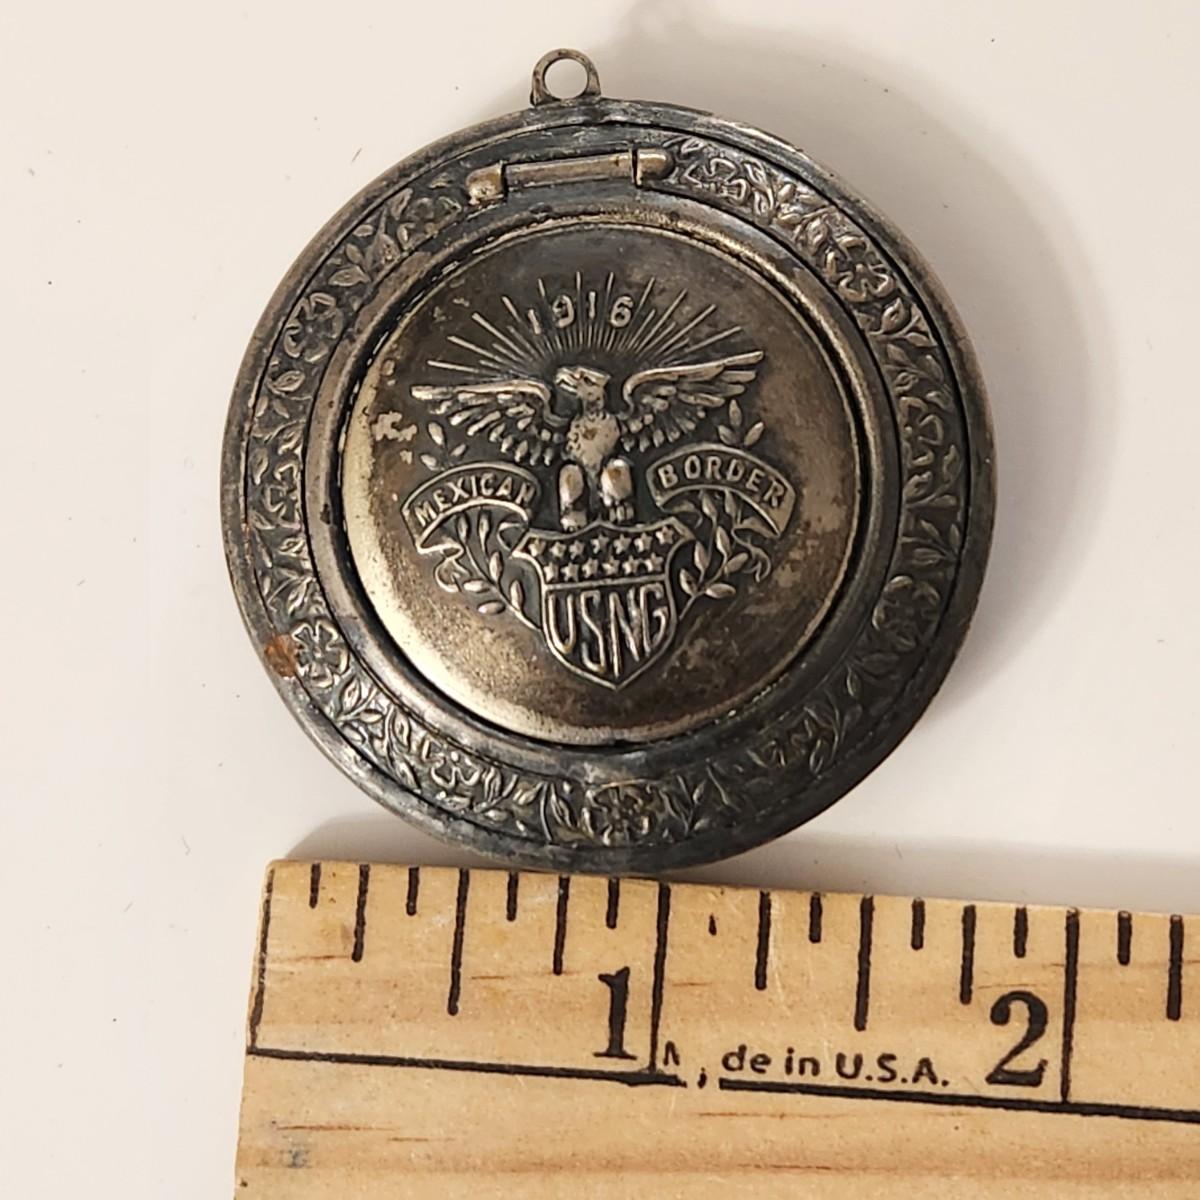 1916
MEXICAN BORDER
USNG
1 2
de in U.S.A.